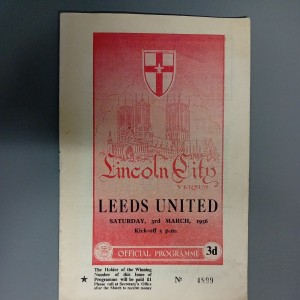 Lincoln City
VERSUS
LEEDS UNITED
SATURDAY, 3rd MARCH, 1956
Kick-off 3 p.m.
OFFICIAL PROGRAMME 3d
The Holder of the Winning
Number of this Issue of
Programme will be paid £1
★ Please call at Secretary's Office
after the Match to receive money
No 4899